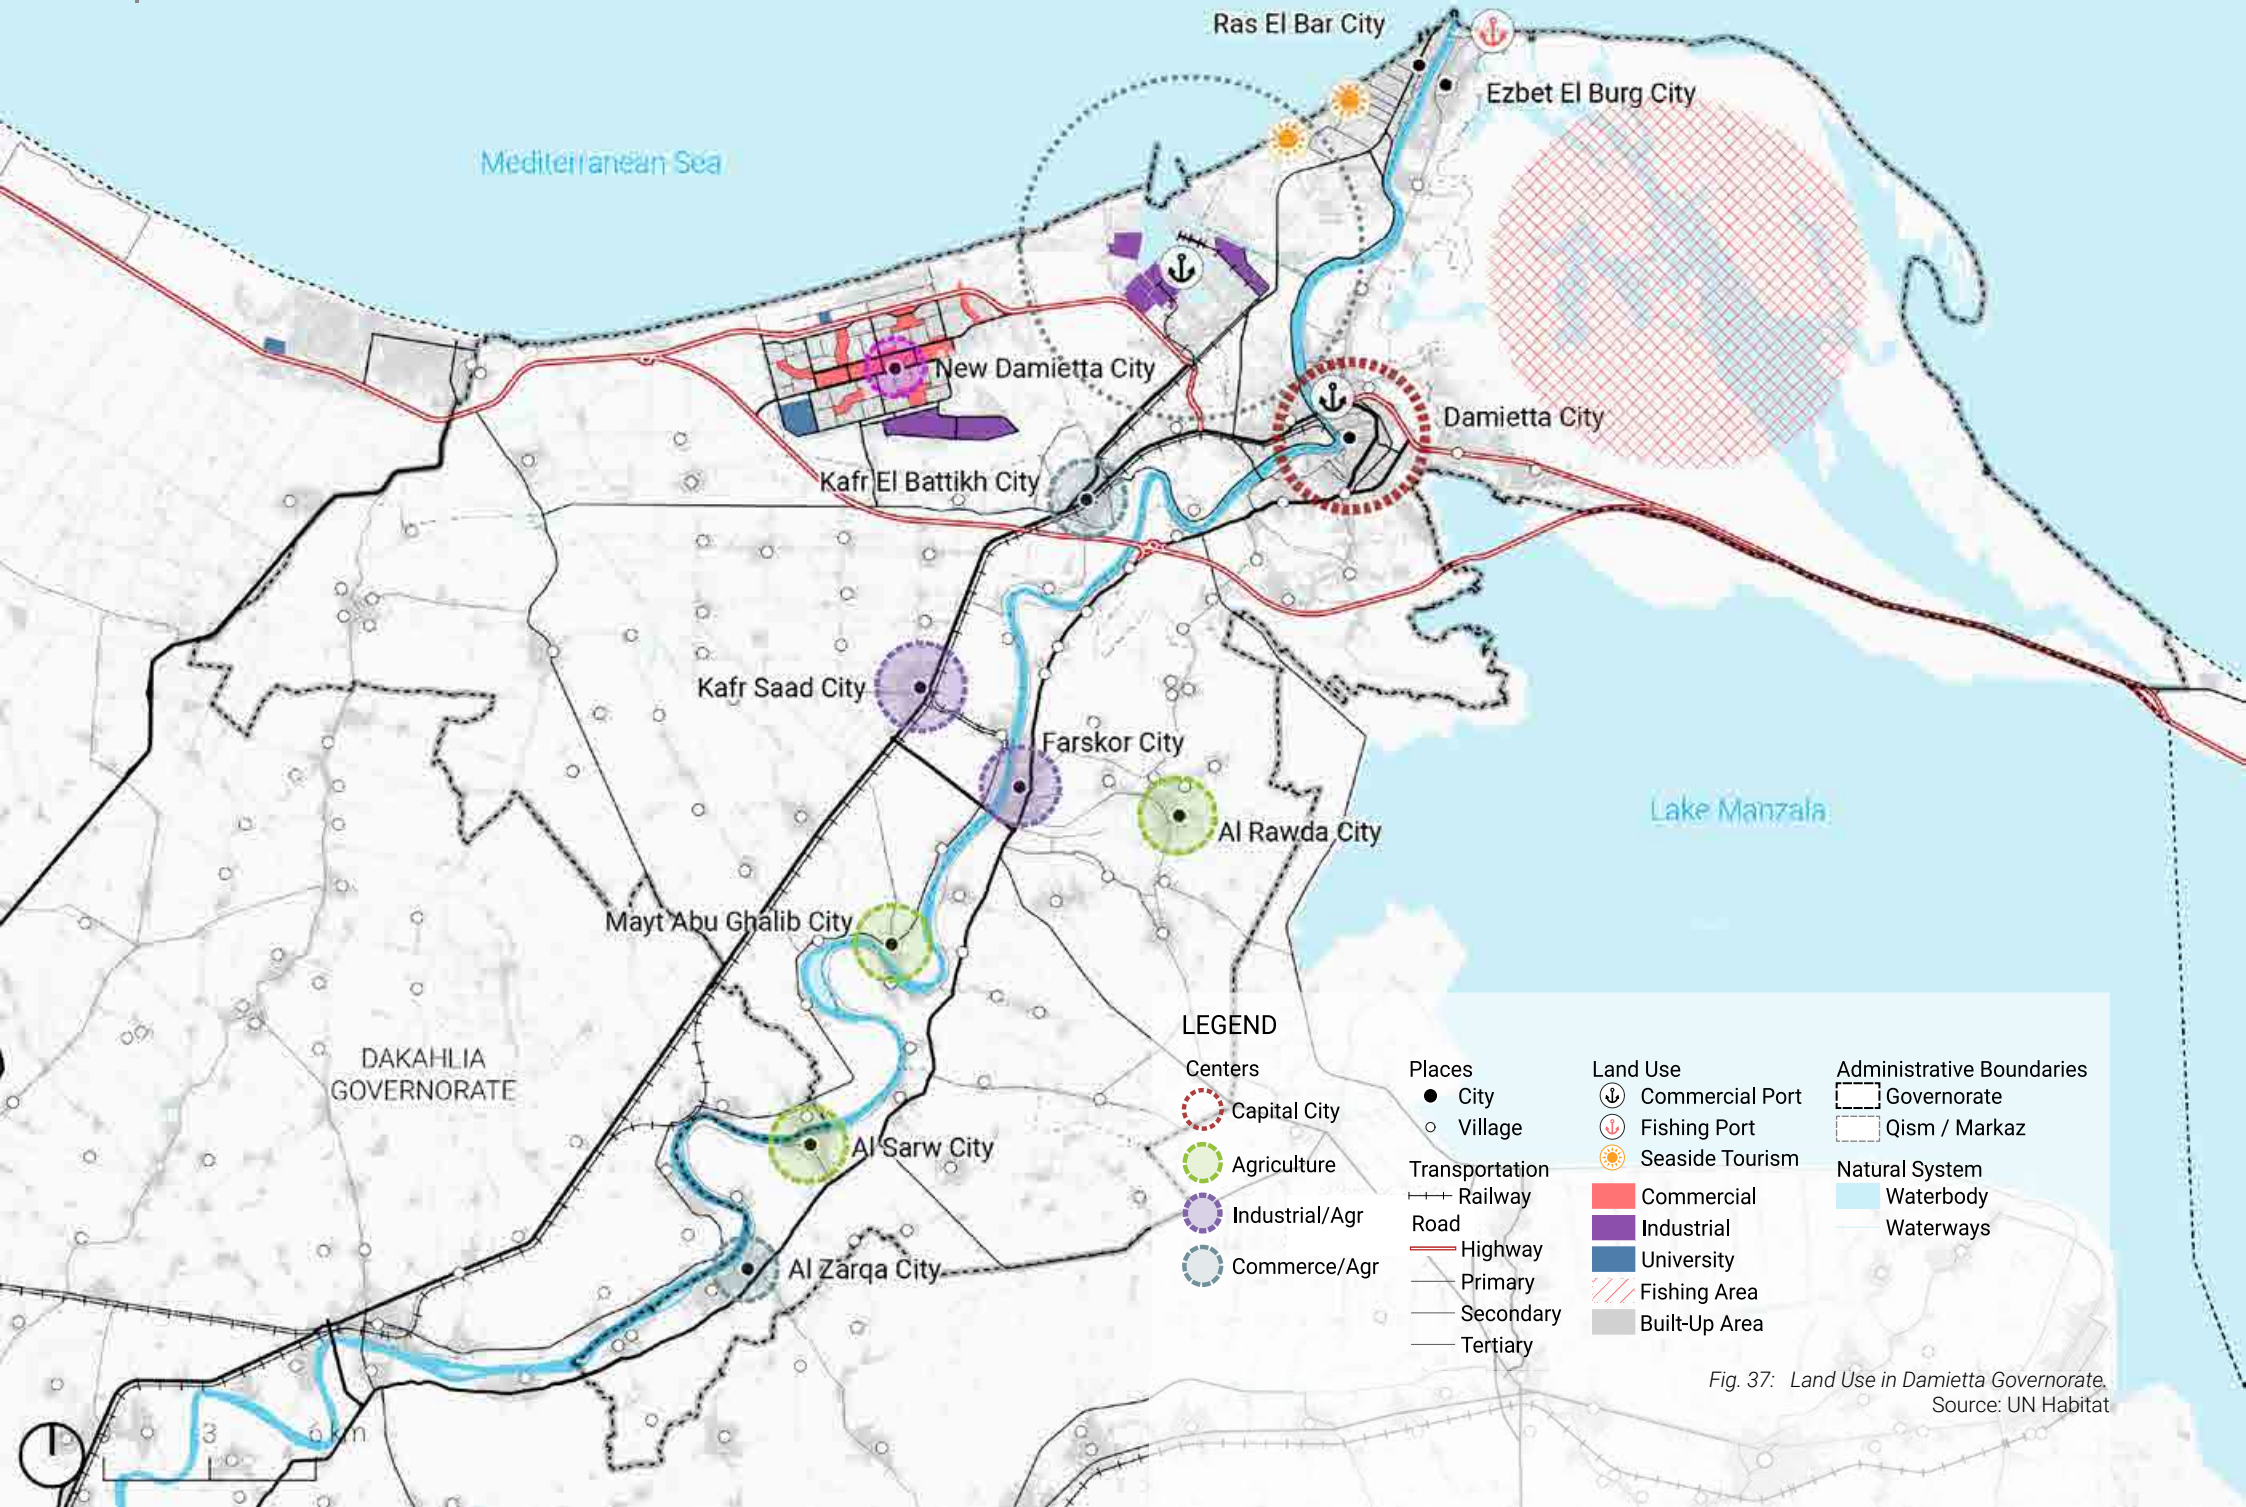 Ras El Bar City
Ezbet El Burg City
Mediterranean Sea
New Damietta City
Damietta City
Kafr El Battikh City
Kafr Saad City
Farskor City
Lake Manzala
Al Rawda City
Mayt Abu Ghalib City
DAKAHLIA
GOVERNORATE
Al Sarw City
Al Zarqa City
LEGEND
Centers
Capital City
Agriculture
Industrial/Agr
Commerce/Agr
Places
City
Village
Transportation
Railway
Road
Highway
Primary
Secondary
Tertiary
Land Use
Commercial Port
Fishing Port
Seaside Tourism
Commercial
Industrial
University
Fishing Area
Built-Up Area
Administrative Boundaries
Governorate
Qism / Markaz
Natural System
Waterbody
Waterways
Fig. 37: Land Use in Damietta Governorate.
Source: UN Habitat
3 6 km